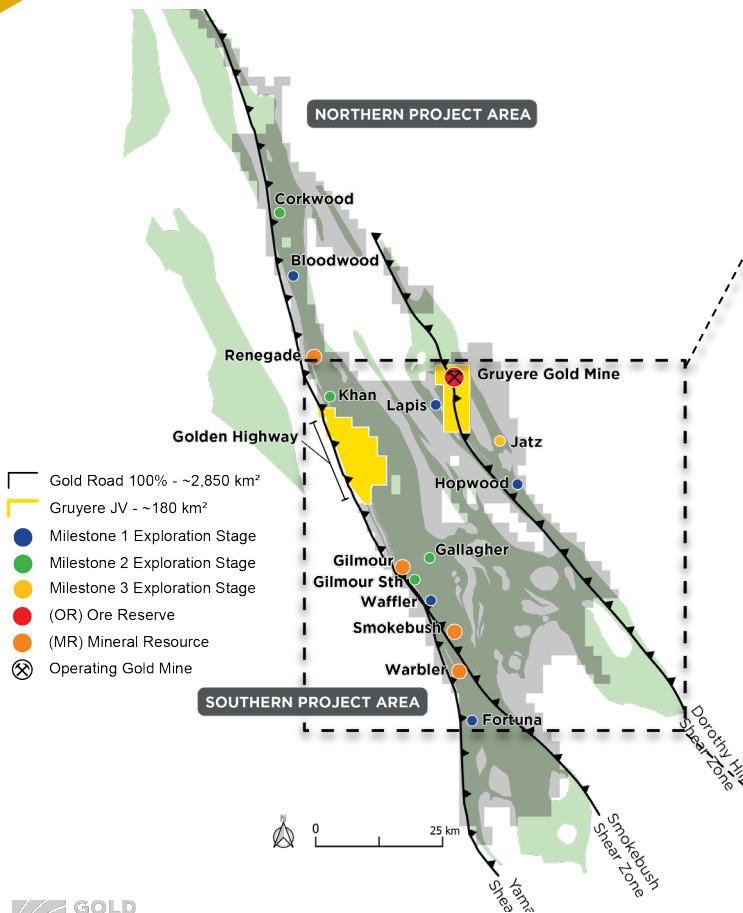 NORTHERN PROJECT AREA
Corkwood
Bloodwood
Renegade
Gruyere Gold Mine
Khan
Lapis
Golden Highway
Jatz
Hopwood
Gold Road 100% - ~2,850 km²
Gruyere JV - ~180 km²
Milestone 1 Exploration Stage
Milestone 2 Exploration Stage
Milestone 3 Exploration Stage
(OR) Ore Reserve
(MR) Mineral Resource
Operating Gold Mine
Gallagher
Gilmour
Gilmour Sth
Waffler
Smokebush
Warbler
SOUTHERN PROJECT AREA
Fortuna
Dorothy
Shear Zone
Smokebush
Shear Zone
N
0
25 km
GOLD